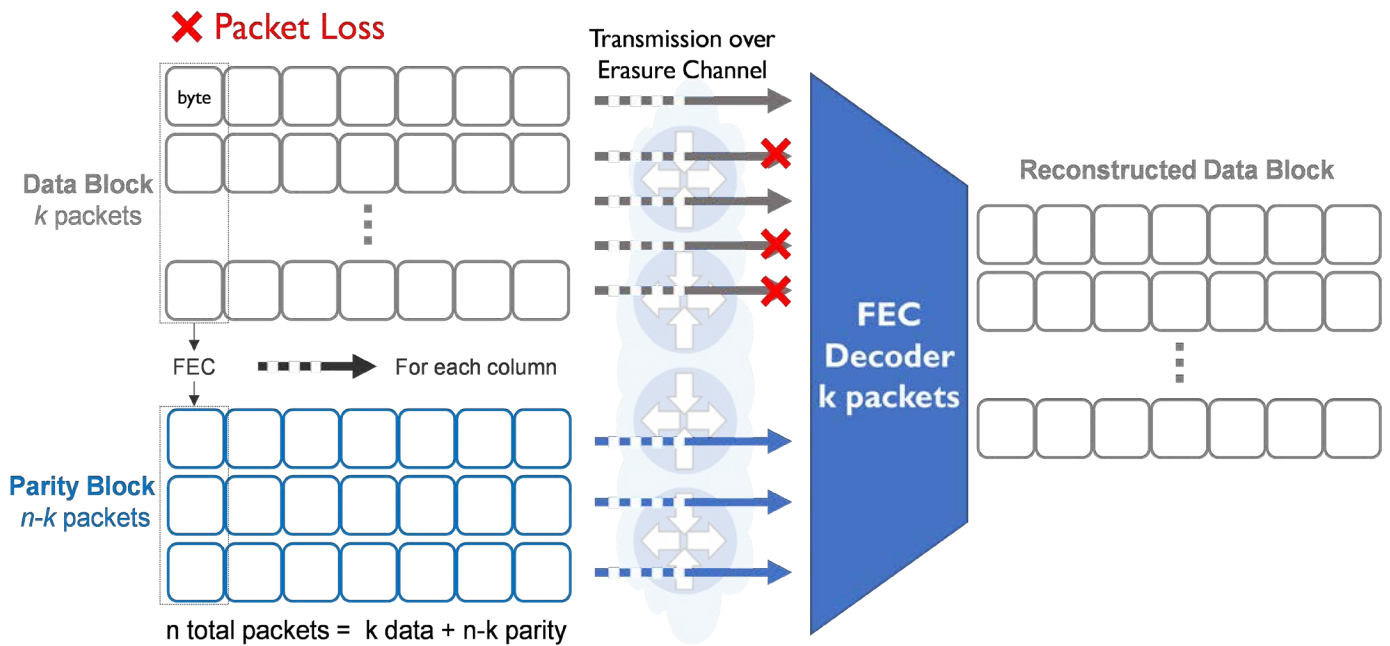 Packet Loss
Transmission over
Erasure Channel
byte
Data Block
k packets
Reconstructed Data Block
FEC
Decoder
k packets
FEC
For each column
Parity Block
n-k packets
n total packets = k data + n-k parity